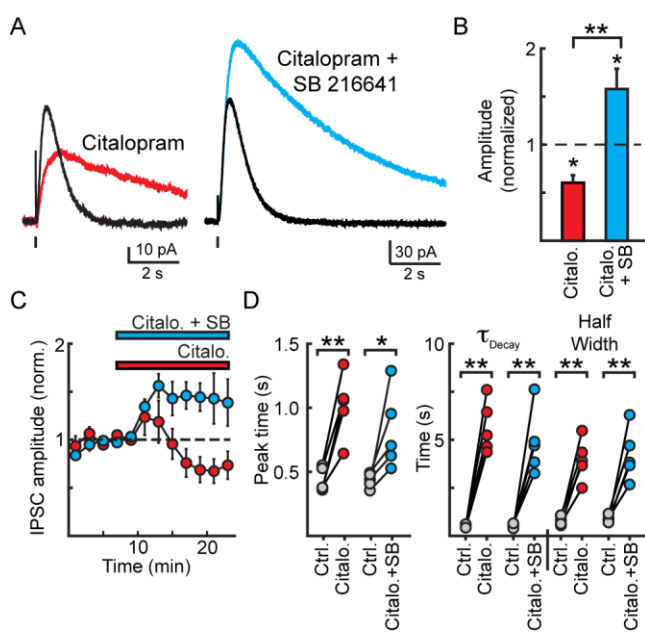 A
Citalopram
Citalopram +
SB 216641
10 pA
2 s
30 pA
2 s
B
**
*
*
Amplitude
(normalized)
2
1
Citalo.
Citalo.
+ SB
C
Citalo. + SB
Citalo.
IPSC amplitude (norm.)
2
1
0
10
20
Time (min)
D
**
*
Peak time (s)
1.5
1.0
0.5
Ctrl.
Citalo.
Ctrl.
Citalo.+SB
τDecay
Half
Width
**
**
**
**
Time (s)
10
5
Ctrl.
Citalo.
Ctrl.
Citalo.+SB
Ctrl.
Citalo.
Ctrl.
Citalo.+SB